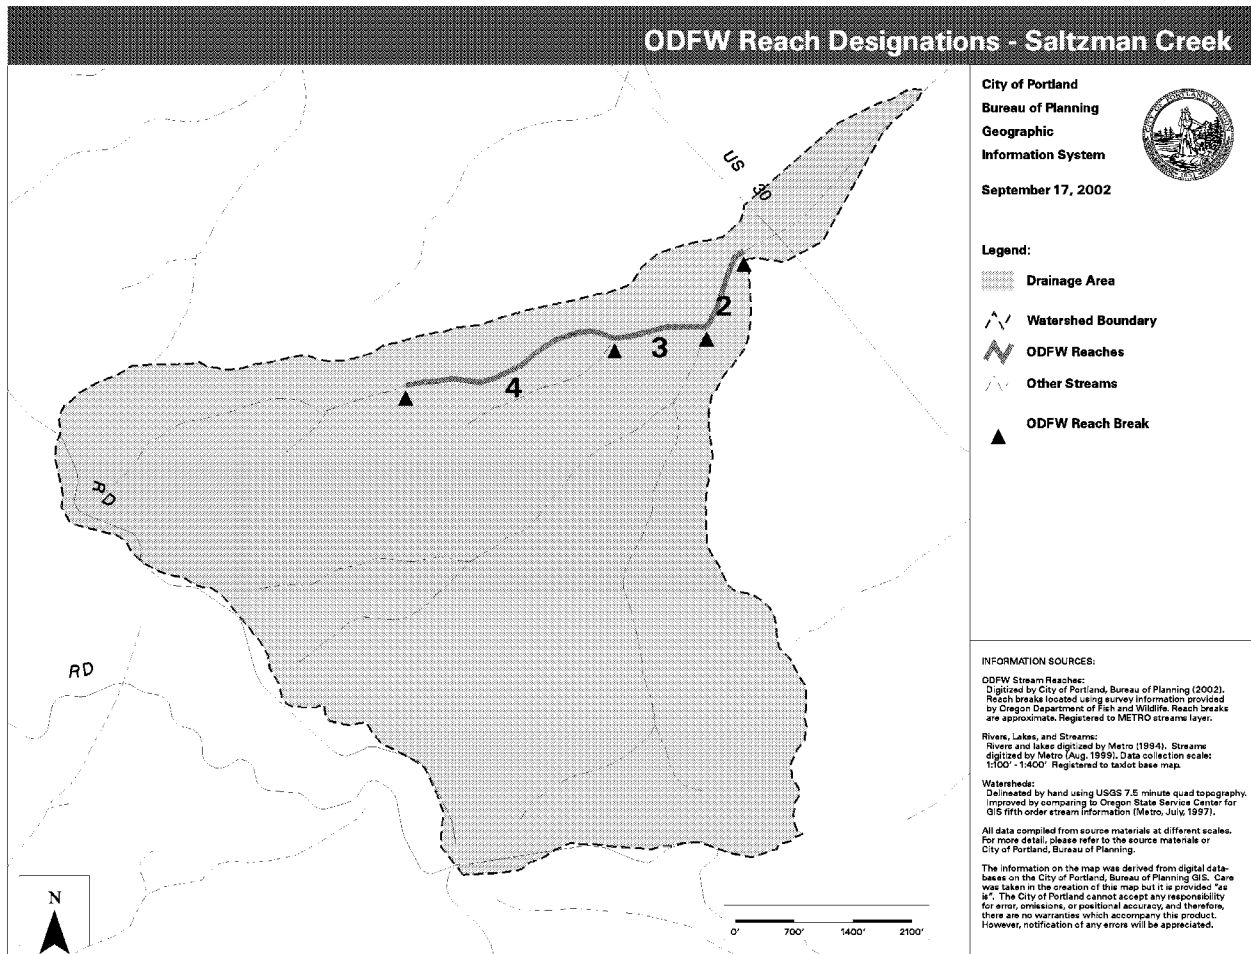 ODFW Reach Designations - Saltzman Creek
City of Portland
Bureau of Planning
Geographic
Information System
September 17, 2002
Legend:
Drainage Area
Watershed Boundary
ODFW Reaches
Other Streams
ODFW Reach Break
US 30
2
3
4
RD
RD
N
0'
700'
1400'
2100'
INFORMATION SOURCES:
ODFW Stream Reaches:
Digitized by City of Portland, Bureau of Planning (2002).
Reach breaks located using survey information provided
by Oregon Department of Fish and Wildlife. Reach breaks
are approximate. Registered to METRO streams layer.
Rivers, Lakes, and Streams:
Rivers and lakes digitized by Metro (1994). Streams
digitized by Metro (Aug. 1999). Data collection scale:
1:100' - 1:400' Registered to taxlot base map.
Watersheds:
Delineated by hand using USGS 7.5 minute quad topography.
Improved by comparing to Oregon State Service Center for
GIS fifth order stream information (Metro, July, 1997).
All data compiled from source materials at different scales.
For more detail, please refer to the source materials or
City of Portland, Bureau of Planning.
The information on the map was derived from digital data-
bases on the City of Portland, Bureau of Planning GIS. Care
was taken in the creation of this map but it is provided "as
is". The City of Portland cannot accept any responsibility
for error, omissions, or positional accuracy, and therefore,
there are no warranties which accompany this product.
However, notification of any errors will be appreciated.